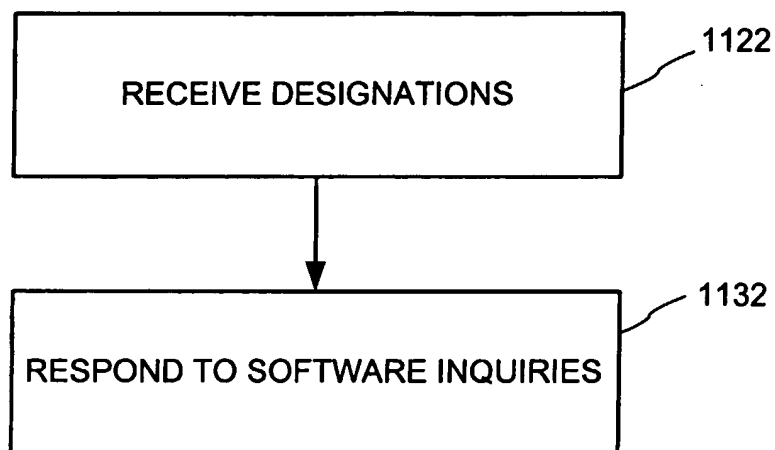 1122
RECEIVE DESIGNATIONS
1132
RESPOND TO SOFTWARE INQUIRIES